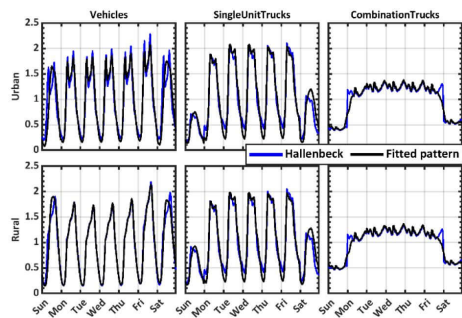 Vehicles SingleUnitTrucks CombinationTrucks
2.5
2
1.5
1
0.5
0
Urban
Hallenbeck Fitted pattern
2.5
2
1.5
1
0.5
0
Rural
Sun Mon Tue Wed Thu Fri Sat Sun Mon Tue Wed Thu Fri Sat Sun Mon Tue Wed Thu Fri Sat